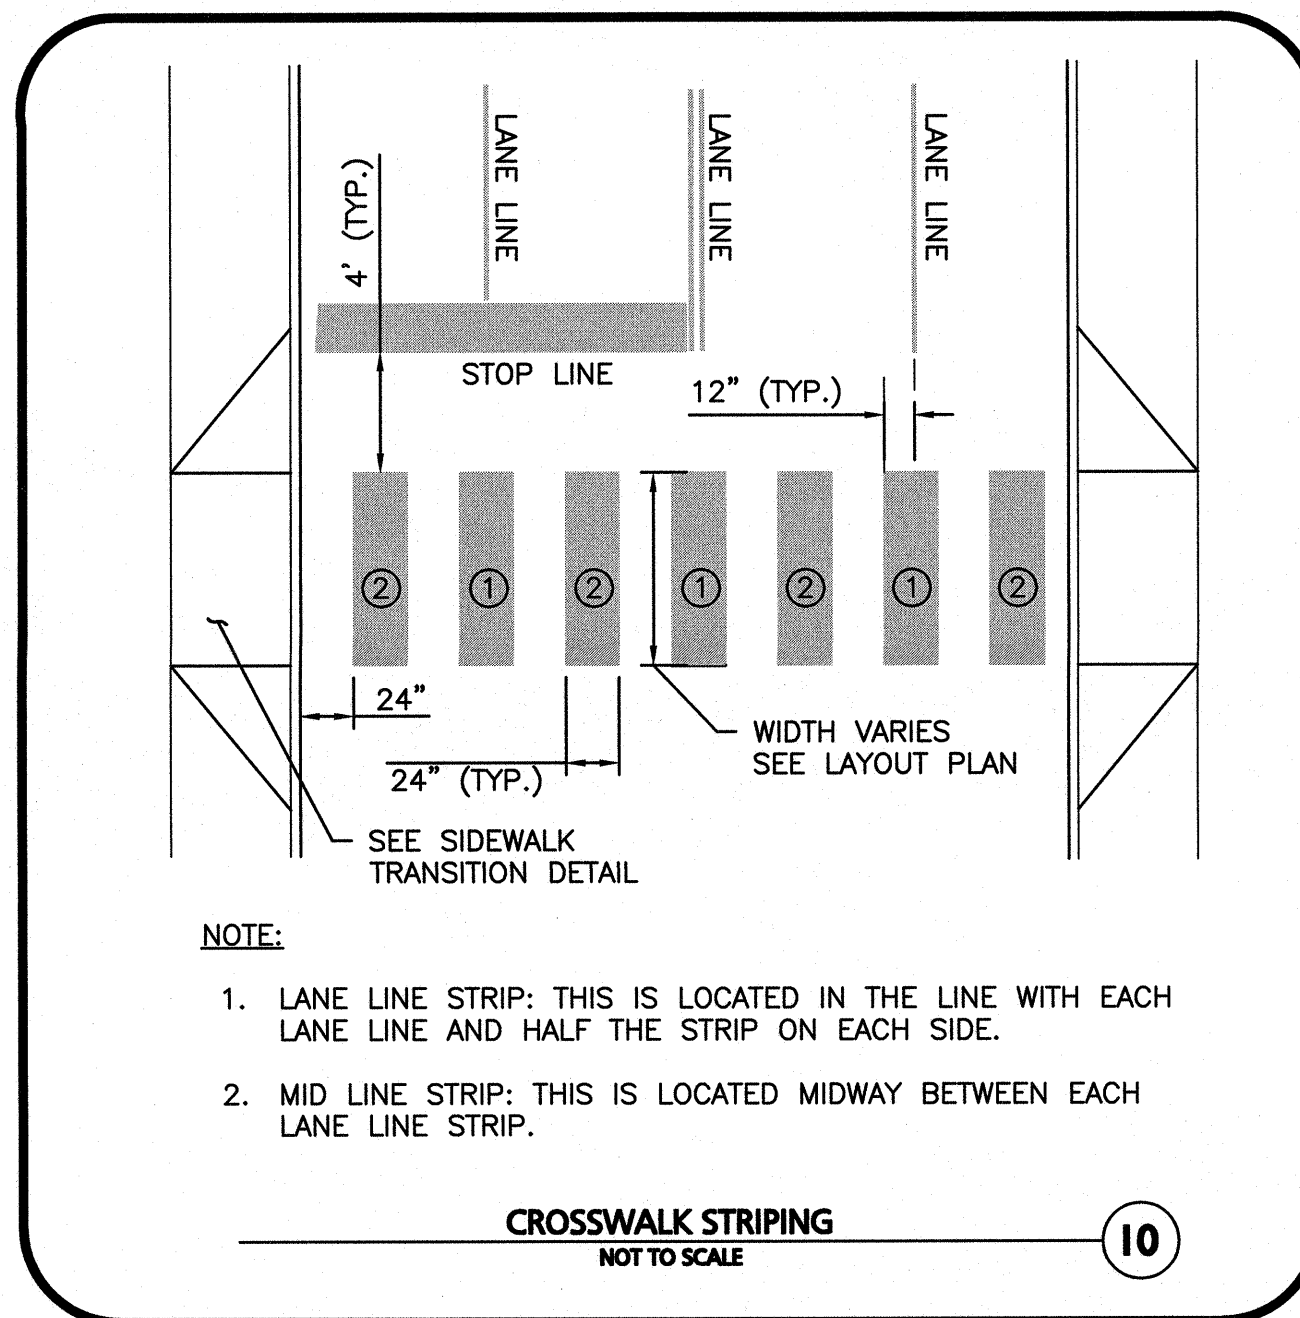 LANE LINE
LANE LINE
LANE LINE
4' (TYP.)
STOP LINE
12" (TYP.)
2 1 2 1 2 1 2
24"
24" (TYP.)
WIDTH VARIES
SEE LAYOUT PLAN
SEE SIDEWALK
TRANSITION DETAIL
NOTE:
1. LANE LINE STRIP: THIS IS LOCATED IN THE LINE WITH EACH
LANE LINE AND HALF THE STRIP ON EACH SIDE.
2. MID LINE STRIP: THIS IS LOCATED MIDWAY BETWEEN EACH
LANE LINE STRIP.
CROSSWALK STRIPING
NOT TO SCALE
10